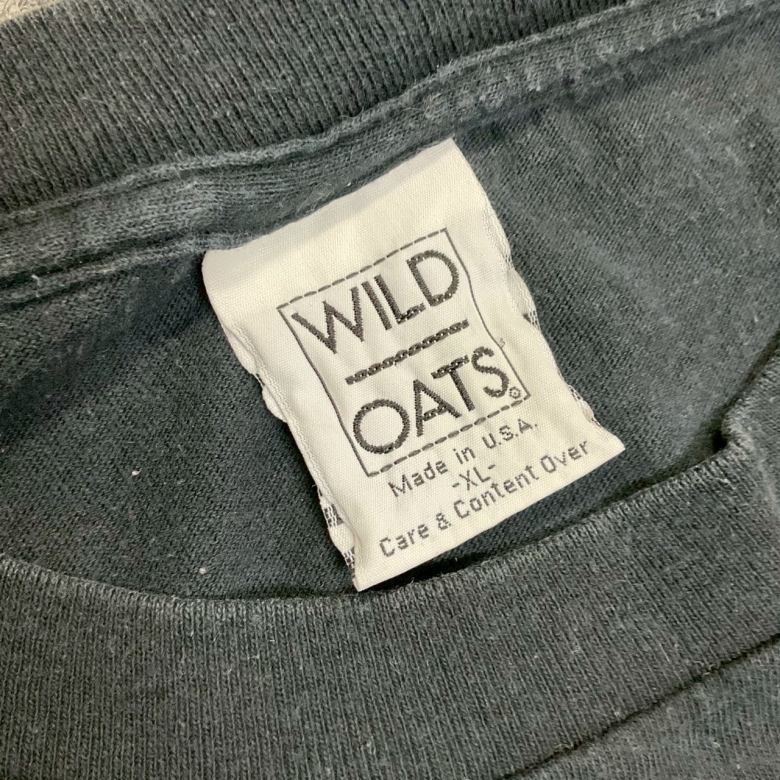 WILD
OATS®
Made in U.S.A.
-XL-
Care & Content Over